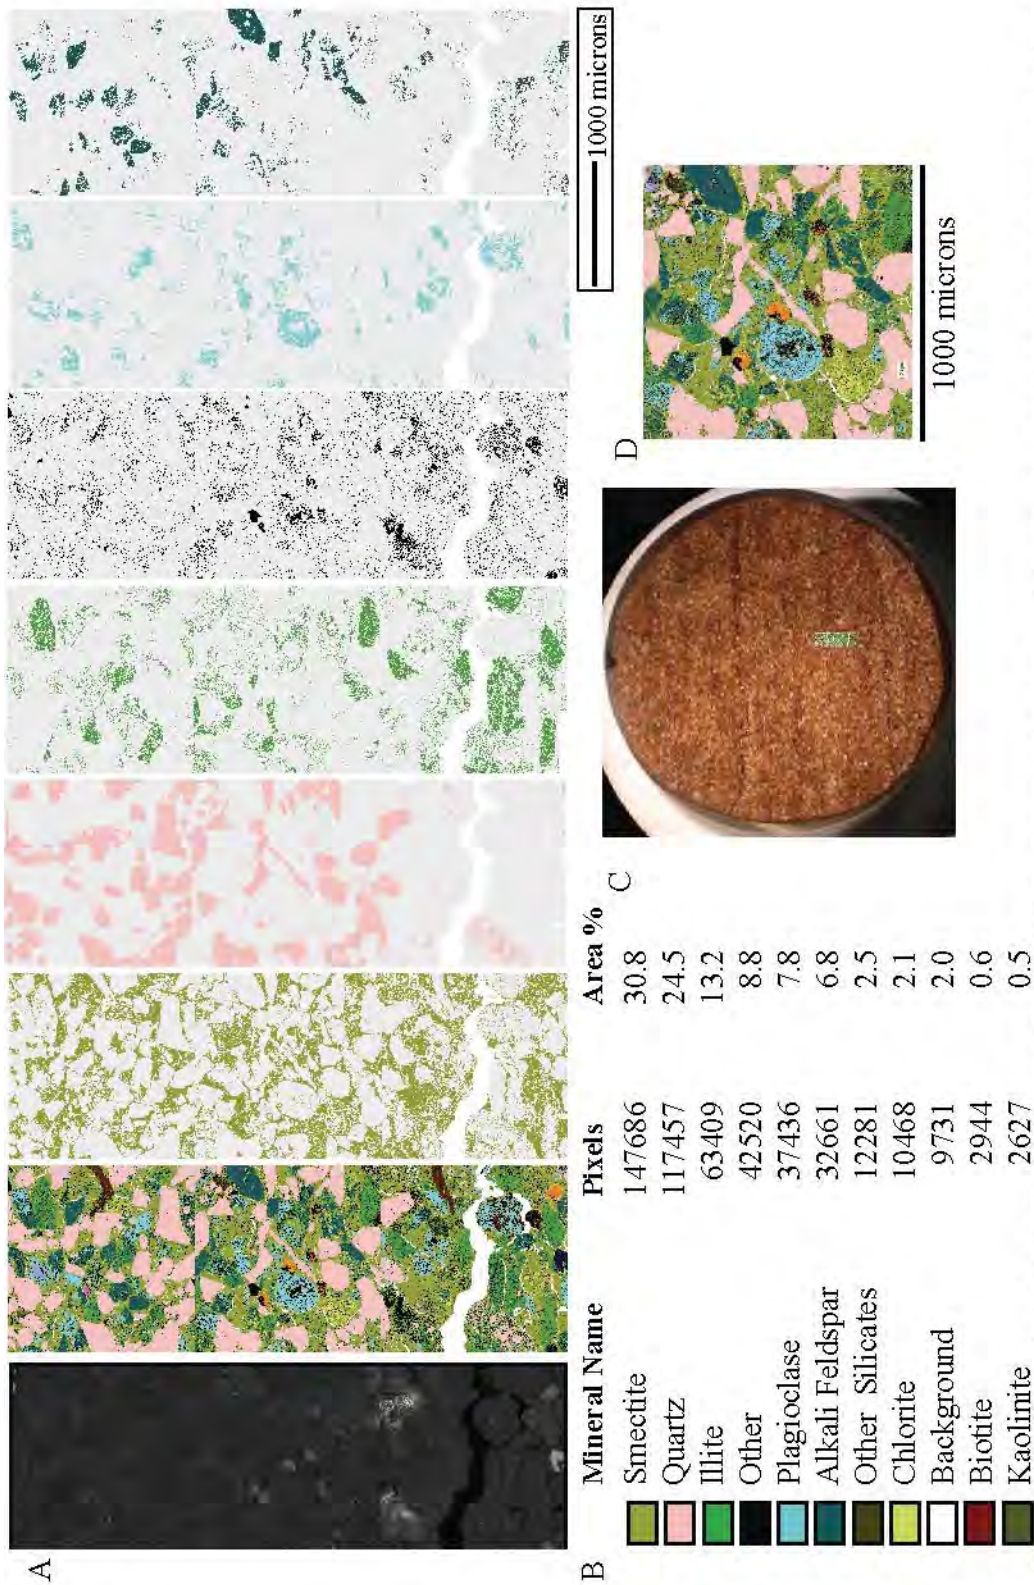 A
1000 microns
B
Mineral Name Pixels Area %
Smectite 147686 30.8
Quartz 117457 24.5
Illite 63409 13.2
Other 42520 8.8
Plagioclase 37436 7.8
Alkali Feldspar 32661 6.8
Other Silicates 12281 2.5
Chlorite 10468 2.1
Background 9731 2.0
Biotite 2944 0.6
Kaolinite 2627 0.5
C
D
1000 microns